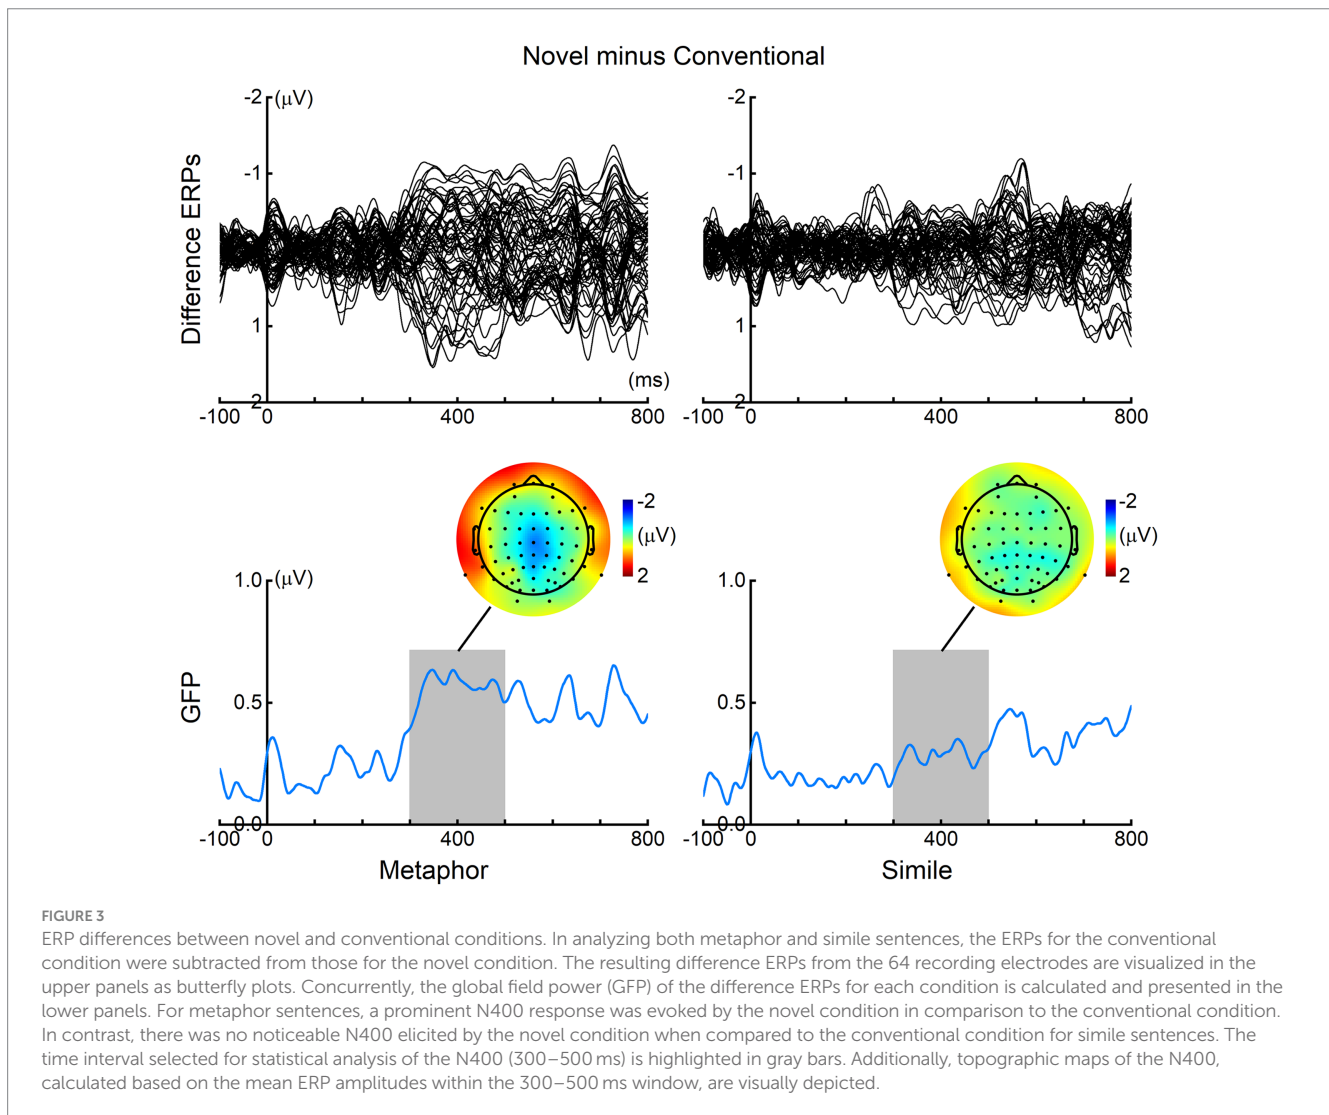 Novel minus Conventional
Difference ERPs
-2 (μV)
-1
1
2
(ms)
-100 0 400 800
-2
(μV)
-1
1
2
-100 0 400 800
-2
(μV)
2
-2
(μV)
2
GFP
1.0 (μV)
0.5
0.0
-100 0 400 800
Metaphor
1.0 (μV)
0.5
0.0
-100 0 400 800
Simile
FIGURE 3
ERP differences between novel and conventional conditions. In analyzing both metaphor and simile sentences, the ERPs for the conventional
condition were subtracted from those for the novel condition. The resulting difference ERPs from the 64 recording electrodes are visualized in the
upper panels as butterfly plots. Concurrently, the global field power (GFP) of the difference ERPs for each condition is calculated and presented in the
lower panels. For metaphor sentences, a prominent N400 response was evoked by the novel condition in comparison to the conventional condition.
In contrast, there was no noticeable N400 elicited by the novel condition when compared to the conventional condition for simile sentences. The
time interval selected for statistical analysis of the N400 (300–500 ms) is highlighted in gray bars. Additionally, topographic maps of the N400,
calculated based on the mean ERP amplitudes within the 300–500 ms window, are visually depicted.